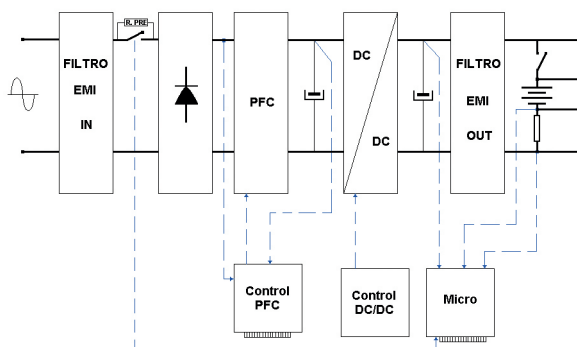 R. PRE
FILTRO
EMI
IN
PFC
DC
DC
FILTRO
EMI
OUT
Control
PFC
Control
DC/DC
Micro